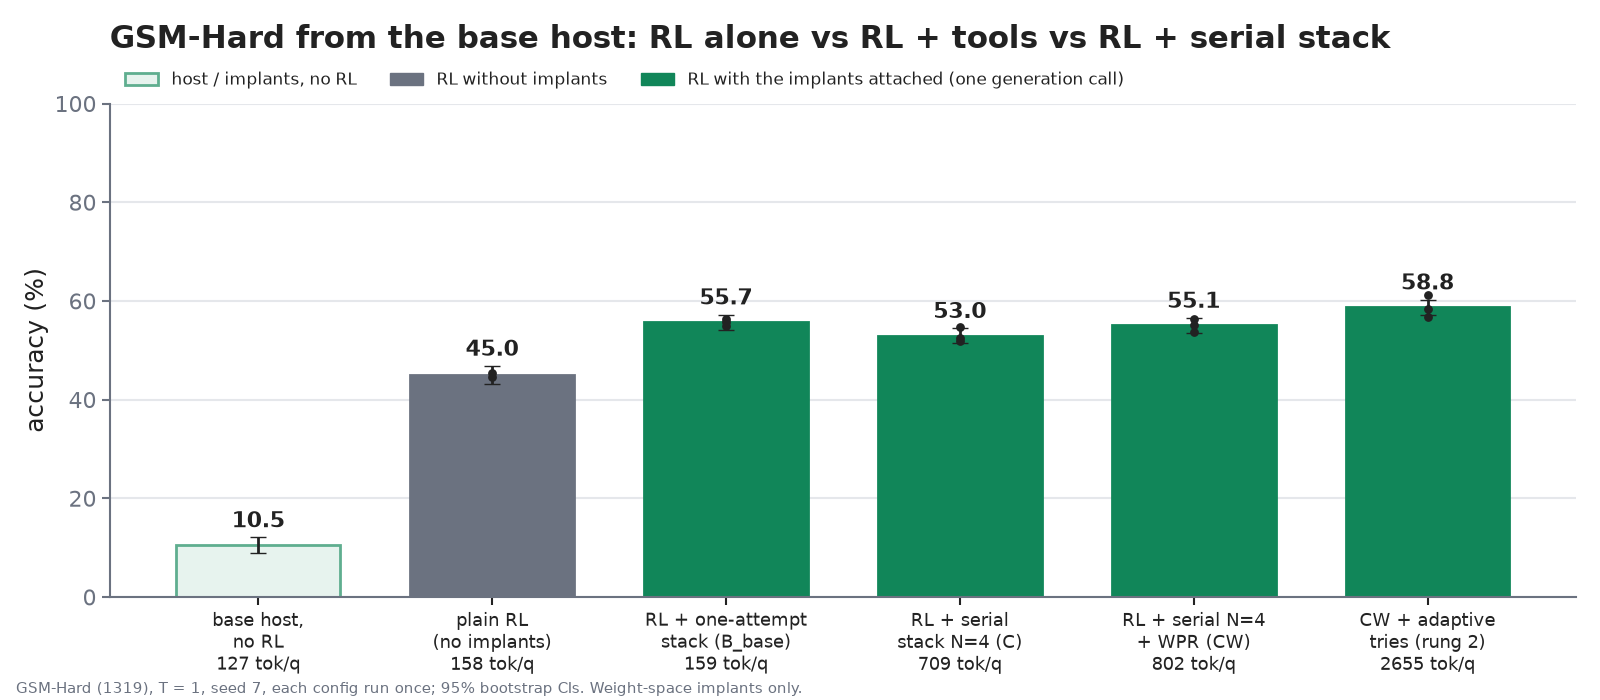 GSM-Hard from the base host: RL alone vs RL + tools vs RL + serial stack
host / implants, no RL
RL without implants
RL with the implants attached (one generation call)
accuracy (%)
100
80
60
40
20
0
10.5
45.0
55.7
53.0
55.1
58.8
base host,
no RL
127 tok/q
plain RL
(no implants)
158 tok/q
RL + one-attempt
stack (B_base)
159 tok/q
RL + serial
stack N=4 (C)
709 tok/q
RL + serial N=4
+ WPR (CW)
802 tok/q
CW + adaptive
tries (rung 2)
2655 tok/q
GSM-Hard (1319), T = 1, seed 7, each config run once; 95% bootstrap CIs. Weight-space implants only.